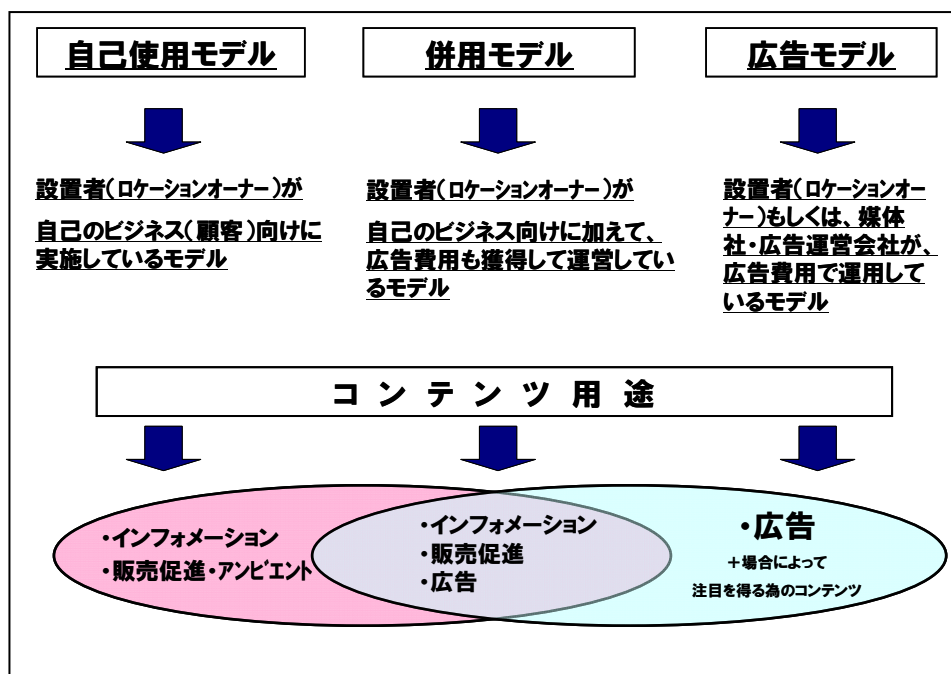 自己使用モデル
併用モデル
広告モデル
設置者(ロケーションオーナー)が
自己のビジネス(顧客)向けに
実施しているモデル
設置者(ロケーションオーナー)が
自己のビジネス向けに加えて、
広告費用も獲得して運営してい
るモデル
設置者(ロケーションオー
ナー)もしくは、媒体
社・広告運営会社が、
広告費用で運用して
いるモデル
コンテンツ用途
・インフォメーション
・販売促進・アンビエント
・インフォメーション
・販売促進
・広告
・広告
+場合によって
注目を得る為のコンテンツ